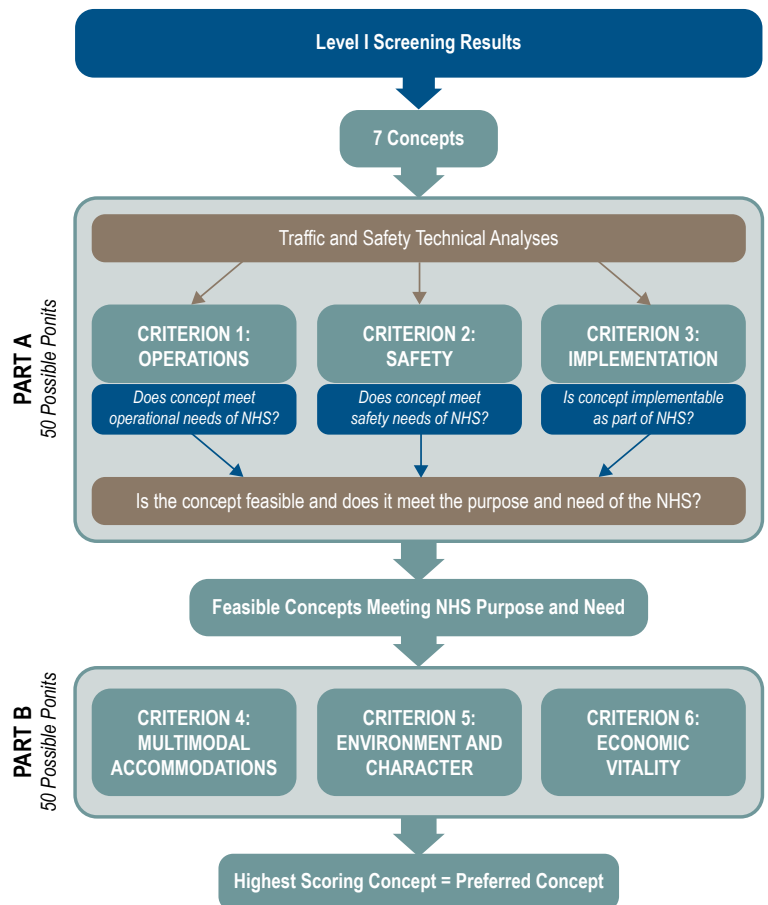 Level I Screening Results
7 Concepts
PART A
50 Possible Ponits
Traffic and Safety Technical Analyses
CRITERION 1:
OPERATIONS
Does concept meet
operational needs of NHS?
CRITERION 2:
SAFETY
Does concept meet
safety needs of NHS?
CRITERION 3:
IMPLEMENTATION
Is concept implementable
as part of NHS?
Is the concept feasible and does it meet the purpose and need of the NHS?
Feasible Concepts Meeting NHS Purpose and Need
PART B
50 Possible Ponits
CRITERION 4:
MULTIMODAL
ACCOMMODATIONS
CRITERION 5:
ENVIRONMENT AND
CHARACTER
CRITERION 6:
ECONOMIC
VITALITY
Highest Scoring Concept = Preferred Concept